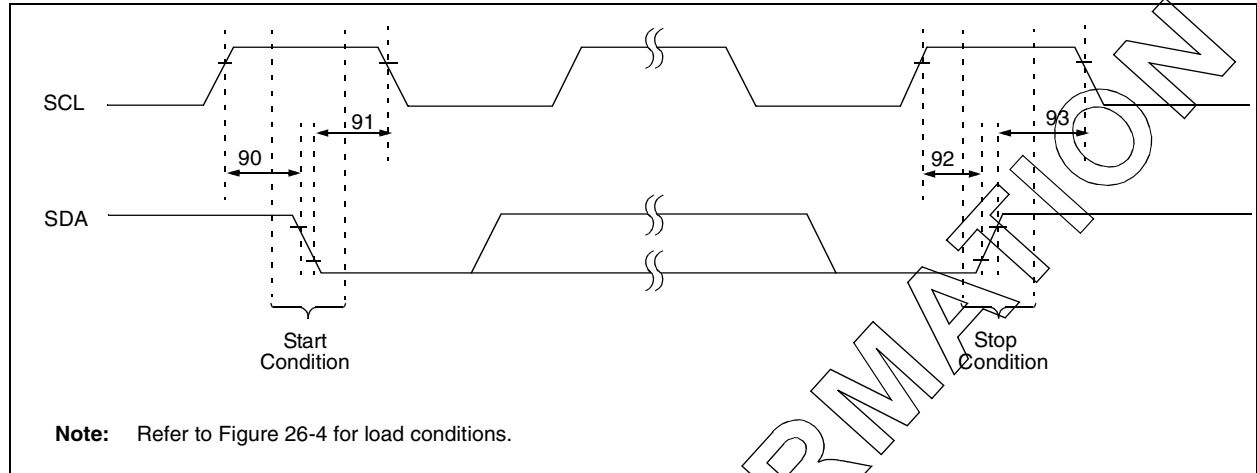 SCL
91
93
90
92
SDA
Start
Condition
Stop
Condition
Note: Refer to Figure 26-4 for load conditions.
RMATION